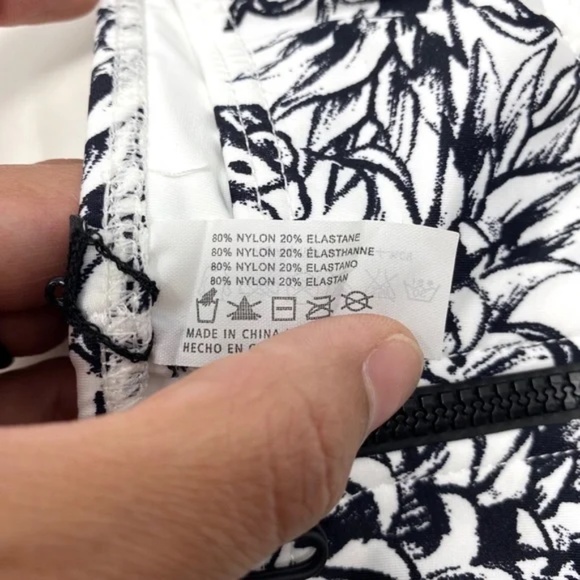 80% NYLON 20% ELASTANE
80% NYLON 20% ÉLASTHANNE
80% NYLON 20% ELASTANO
80% NYLON 20% ELASTAN
MADE IN CHINA
HECHO EN